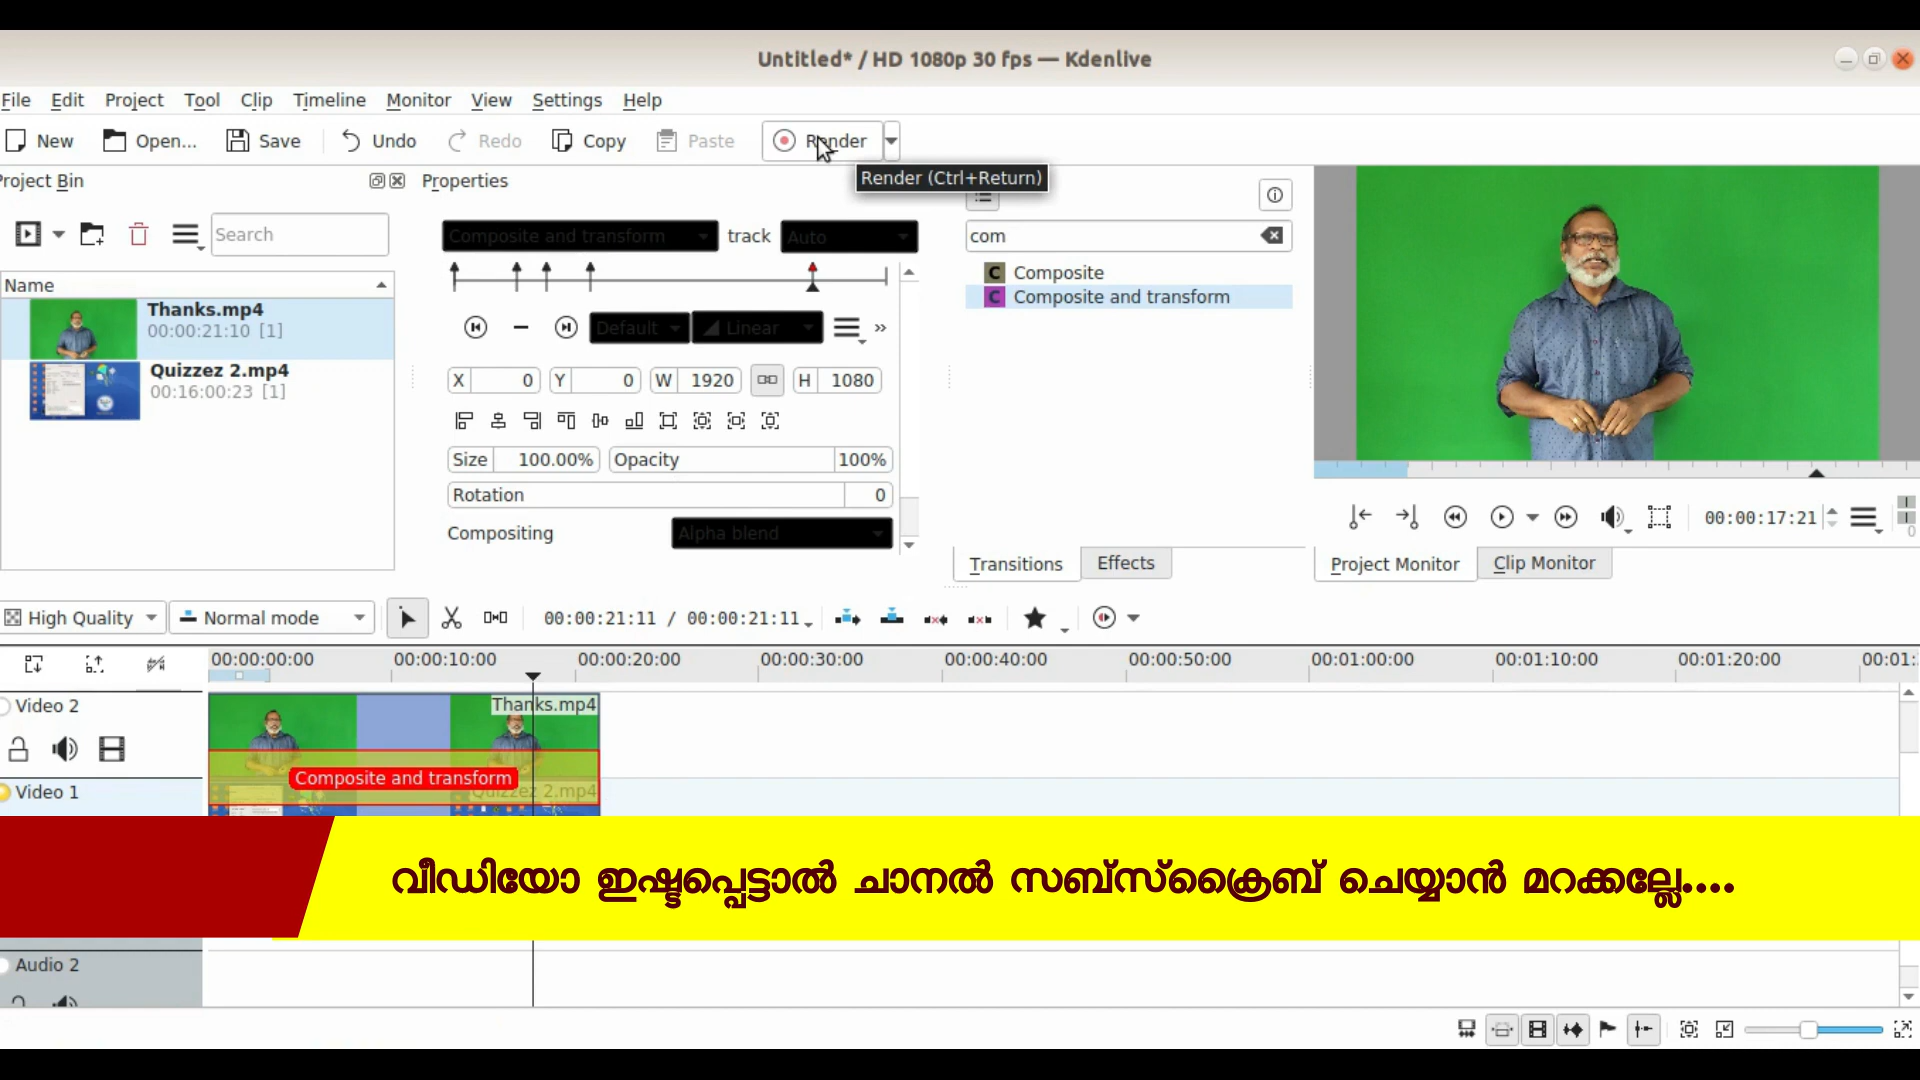 Untitled* / HD 1080p 30 fps — Kdenlive
File Edit Project Tool Clip Timeline Monitor View Settings Help
New Open... Save Undo Redo Copy Paste Render
Render (Ctrl+Return)
Project Bin
Properties
Search
Name
Thanks.mp4
00:00:21:10 [1]
Quizzez 2.mp4
00:16:00:23 [1]
Composite and transform track Auto
Default Linear
X 0 Y 0 W 1920 H 1080
Size 100.00% Opacity 100%
Rotation 0
Compositing Alpha blend
com
Composite
Composite and transform
Transitions Effects
00:00:17:21
0
Project Monitor Clip Monitor
High Quality Normal mode 00:00:21:11 / 00:00:21:11
00:00:00:00 00:00:10:00 00:00:20:00 00:00:30:00 00:00:40:00 00:00:50:00 00:01:00:00 00:01:10:00 00:01:20:00 00:01:
Video 2
Thanks.mp4
Composite and transform
Video 1
Quizzez 2.mp4
വീഡിയോ ഇഷ്ടപ്പെട്ടാൽ ചാനൽ സബ്സ്ക്രൈബ് ചെയ്യാൻ മറക്കല്ലേ....
Audio 2